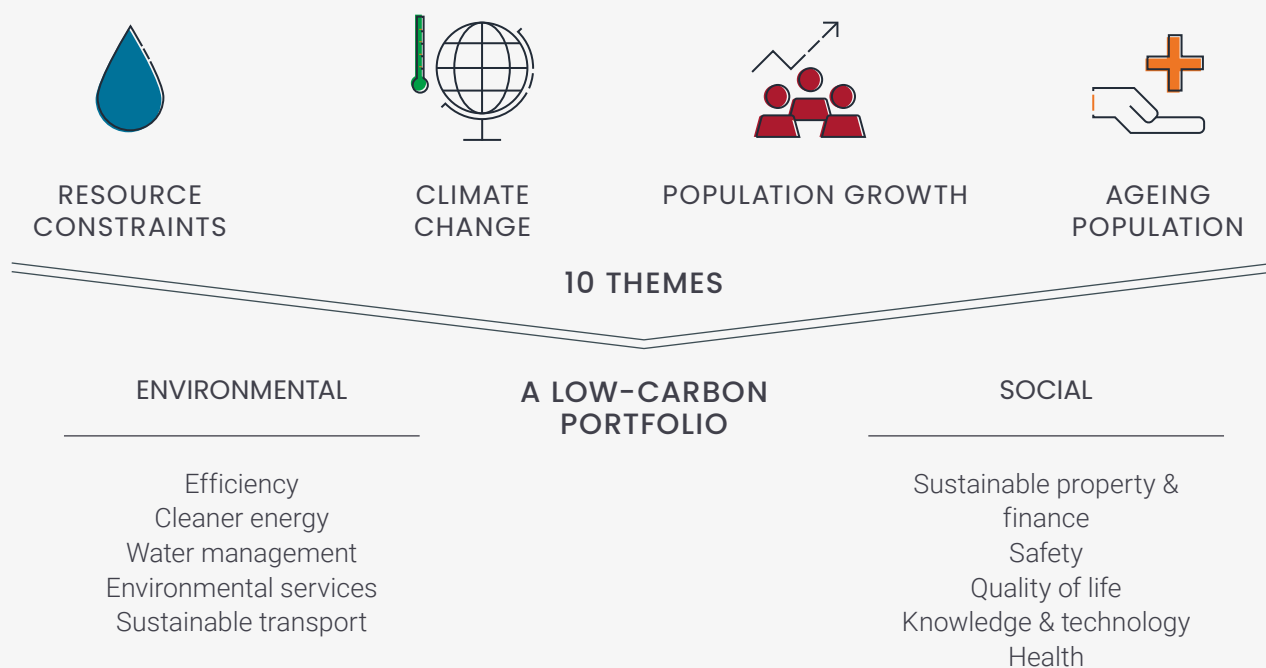 RESOURCE
CONSTRAINTS
CLIMATE
CHANGE
POPULATION GROWTH
AGEING
POPULATION
10 THEMES
ENVIRONMENTAL
A LOW-CARBON
PORTFOLIO
SOCIAL
Efficiency
Cleaner energy
Water management
Environmental services
Sustainable transport
Sustainable property &
finance
Safety
Quality of life
Knowledge & technology
Health